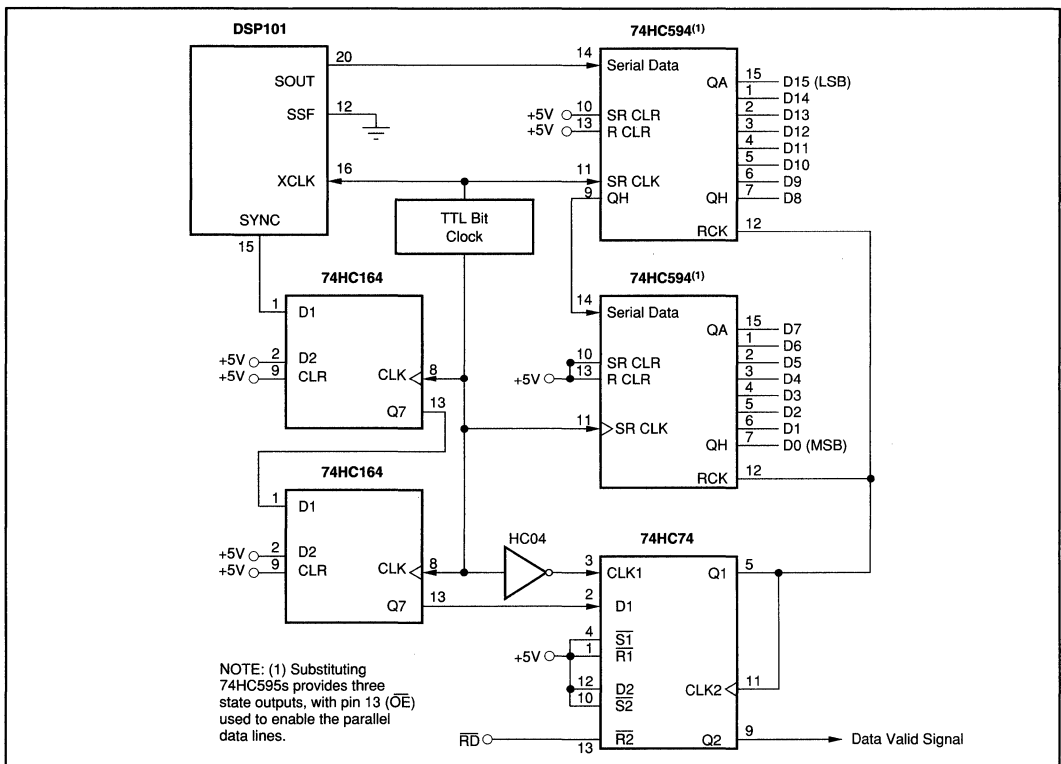 DSP101
20
SOUT
12
SSF
16
XCLK
SYNC
15
74HC594(1)
14
Serial Data
15
QA
D15 (LSB)
1
D14
+5V
10
SR CLR
2
D13
+5V
13
R CLR
3
D12
4
D11
5
D10
11
SR CLK
6
D9
9
QH
QH
7
D8
RCK
12
TTL Bit
Clock
74HC164
1
D1
+5V
2
D2
+5V
9
CLR
CLK
8
Q7
13
74HC594(1)
14
Serial Data
15
QA
D7
1
D6
10
SR CLR
2
D5
+5V
13
R CLR
3
D4
4
D3
5
D2
11
SR CLK
6
D1
QH
7
D0 (MSB)
RCK
12
74HC164
1
D1
+5V
2
D2
+5V
9
CLR
CLK
8
Q7
13
HC04
74HC74
3
CLK1
Q1
5
2
D1
4
S1
+5V
1
R1
12
D2
CLK2
11
10
S2
RD
13
R2
Q2
9
Data Valid Signal
NOTE: (1) Substituting
74HC595s provides three
state outputs, with pin 13 (OE)
used to enable the parallel
data lines.